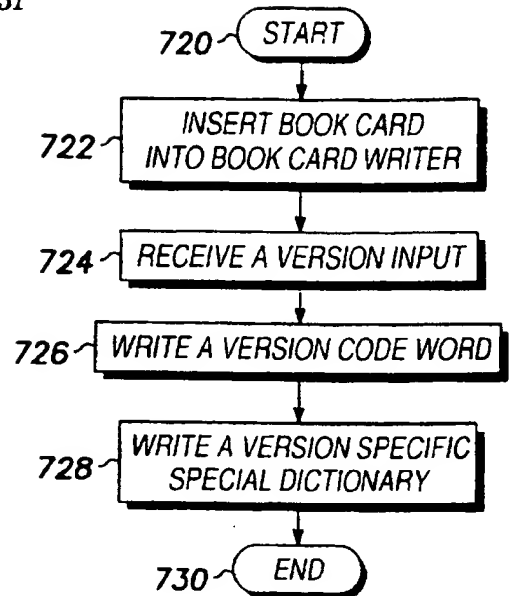 720 START
722 INSERT BOOK CARD
INTO BOOK CARD WRITER
724 RECEIVE A VERSION INPUT
726 WRITE A VERSION CODE WORD
728 WRITE A VERSION SPECIFIC
SPECIAL DICTIONARY
730 END